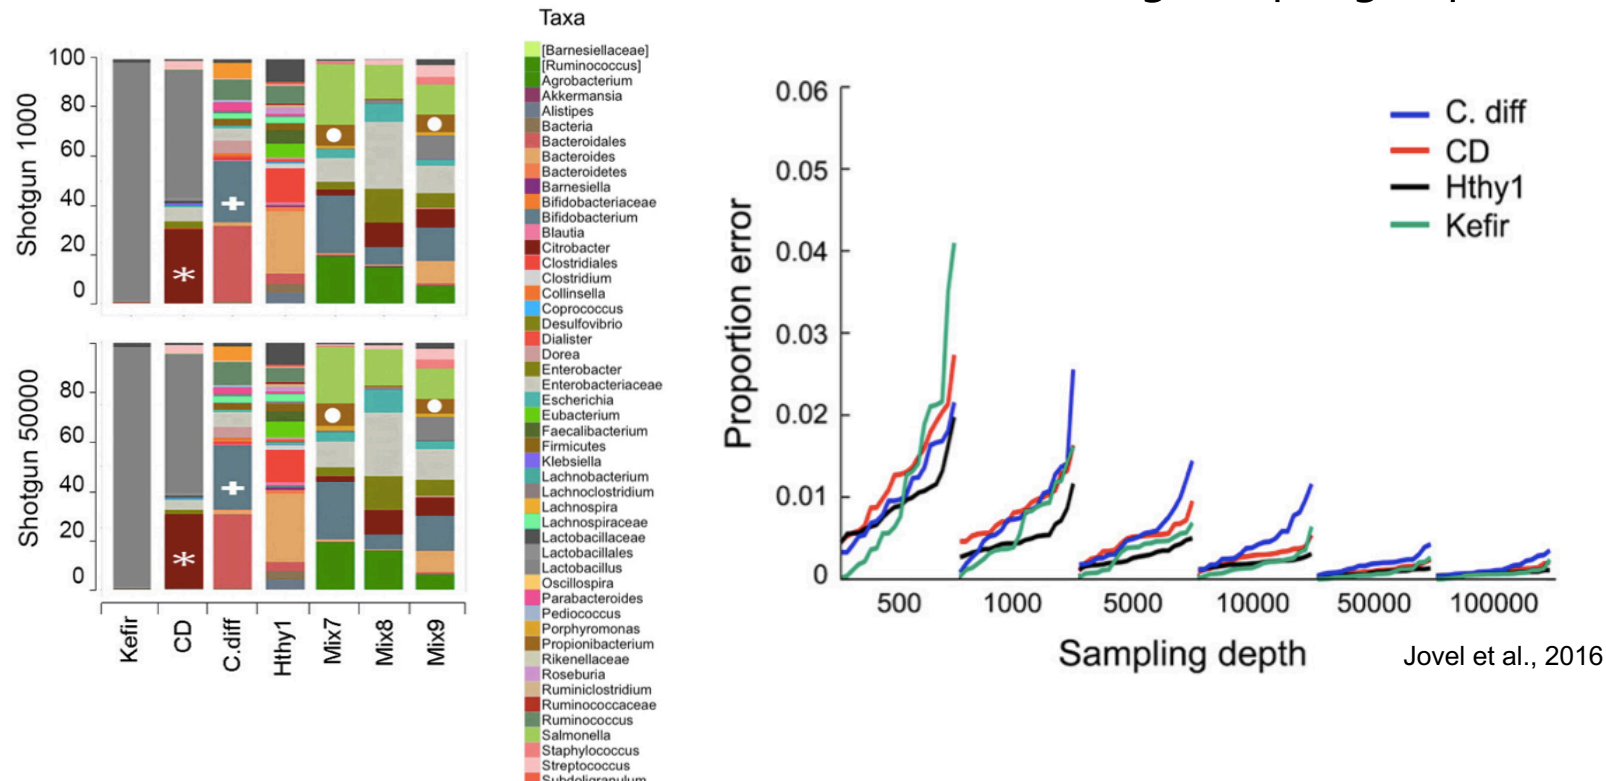 Taxa
Shotgun 1000
100
80
60
40
20
0
Shotgun 50000
80
60
40
20
0
Kefir
CD
C.diff
Hthy1
Mix7
Mix8
Mix9
*
+
*
+
[Barnesiellaceae]
[Ruminococcus]
Agrobacterium
Akkermansia
Alistipes
Bacteria
Bacteroidales
Bacteroides
Bacteroidetes
Barnesiella
Bifidobacteriaceae
Bifidobacterium
Blautia
Citrobacter
Clostridiales
Clostridium
Collinsella
Coprococcus
Desulfovibrio
Dialister
Dorea
Enterobacter
Enterobacteriaceae
Escherichia
Eubacterium
Faecalibacterium
Firmicutes
Klebsiella
Lachnobacterium
Lachnoclostridium
Lachnospira
Lachnospiraceae
Lactobacillaceae
Lactobacillales
Lactobacillus
Oscillospira
Parabacteroides
Pediococcus
Porphyromonas
Propionibacterium
Rikenellaceae
Roseburia
Ruminiclostridium
Ruminococcaceae
Ruminococcus
Salmonella
Staphylococcus
Streptococcus
Subdoligranulum
Proportion error
0.06
0.05
0.04
0.03
0.02
0.01
0
C. diff
CD
Hthy1
Kefir
500 1000 5000 10000 50000 100000
Sampling depth
Jovel et al., 2016